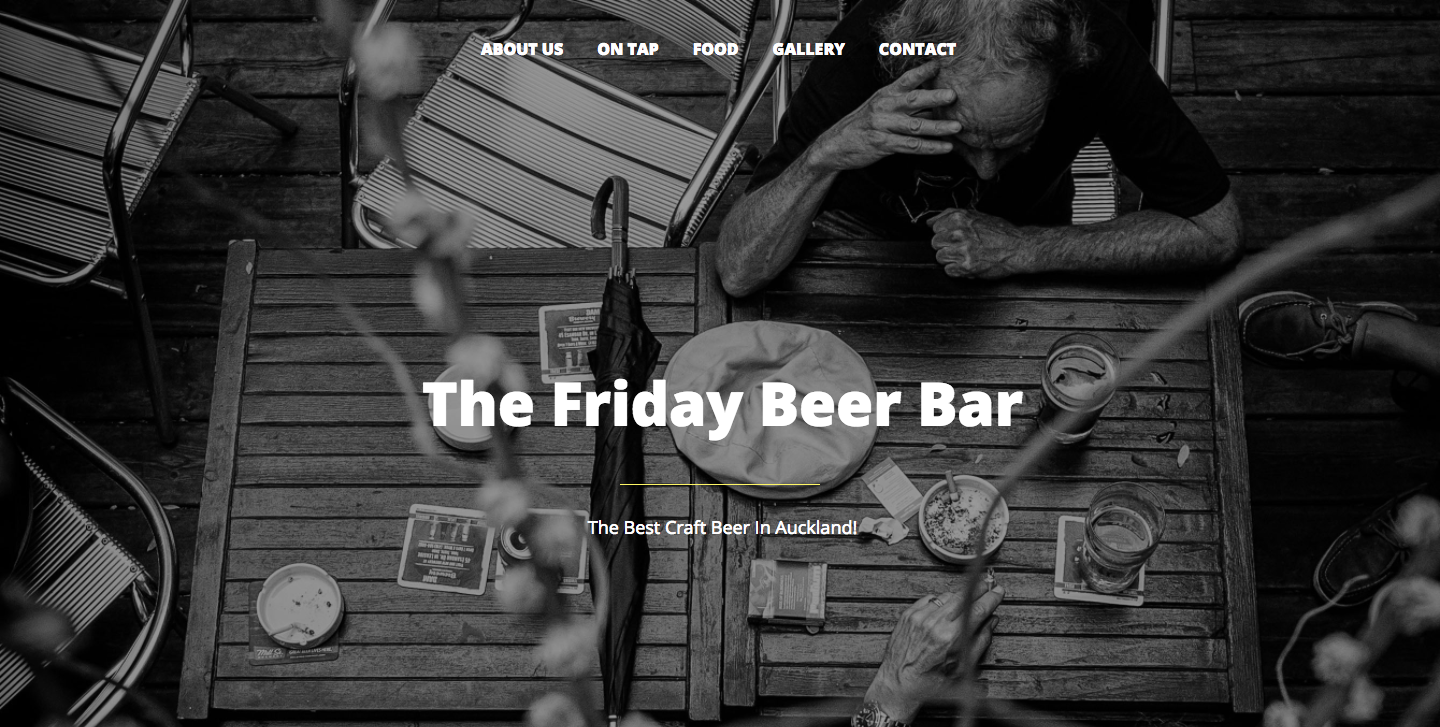 ABOUT US ON TAP FOOD GALLERY CONTACT
The Friday Beer Bar
The Best Craft Beer In Auckland!